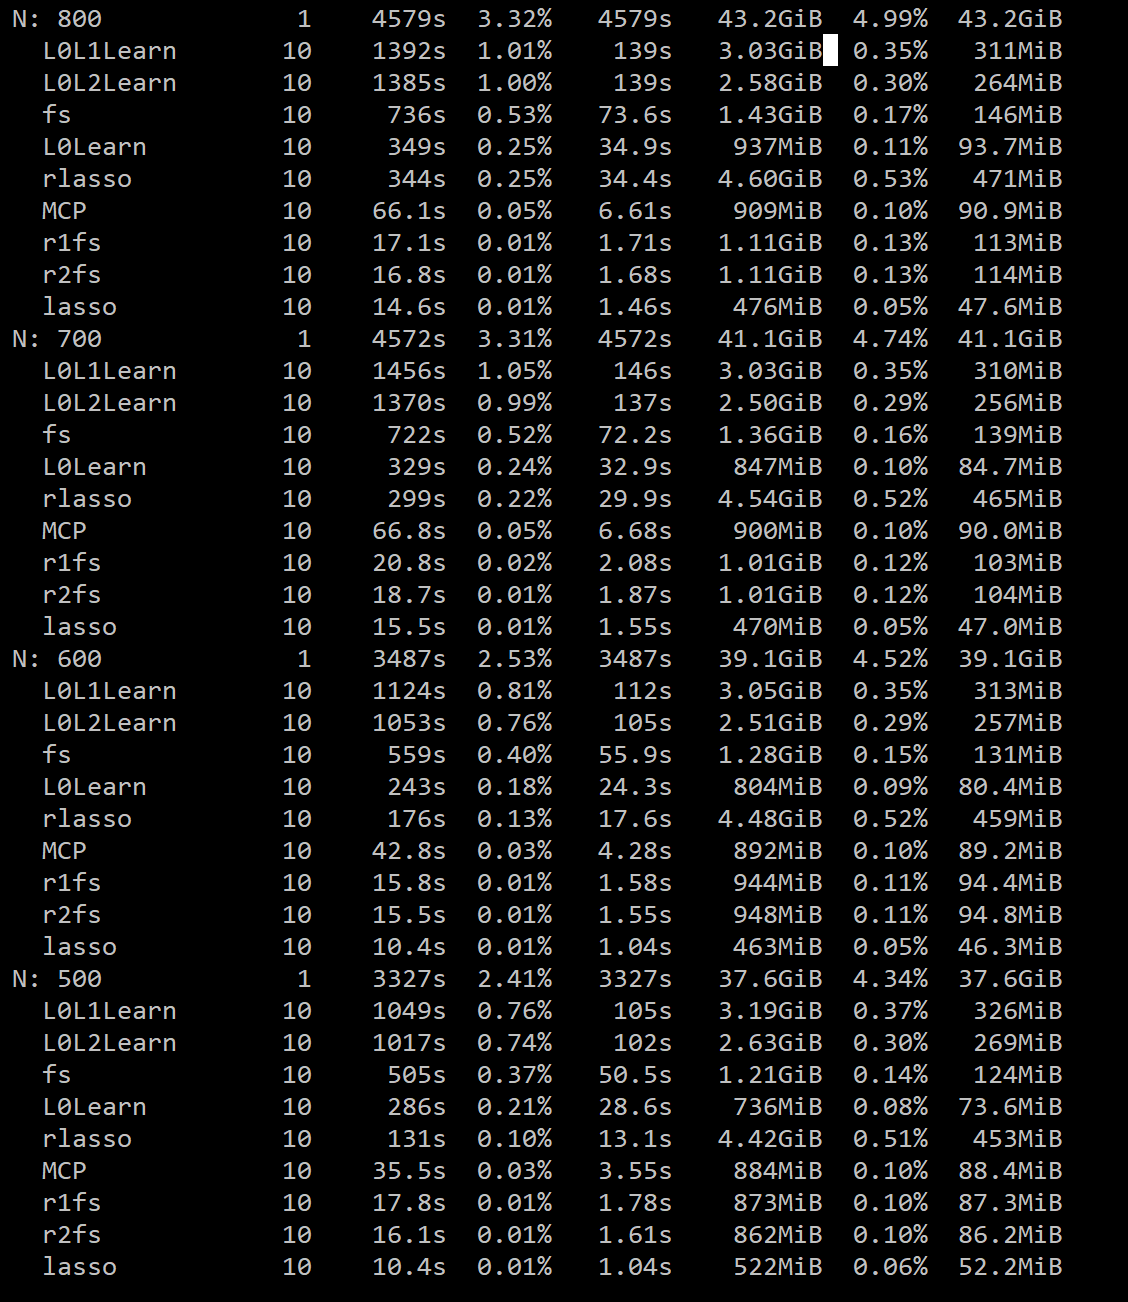 N: 800 1 4579s 3.32% 4579s 43.2GiB 4.99% 43.2GiB
L0L1Learn 10 1392s 1.01% 139s 3.03GiB 0.35% 311MiB
L0L2Learn 10 1385s 1.00% 139s 2.58GiB 0.30% 264MiB
fs 10 736s 0.53% 73.6s 1.43GiB 0.17% 146MiB
L0Learn 10 349s 0.25% 34.9s 937MiB 0.11% 93.7MiB
rlasso 10 344s 0.25% 34.4s 4.60GiB 0.53% 471MiB
MCP 10 66.1s 0.05% 6.61s 909MiB 0.10% 90.9MiB
r1fs 10 17.1s 0.01% 1.71s 1.11GiB 0.13% 113MiB
r2fs 10 16.8s 0.01% 1.68s 1.11GiB 0.13% 114MiB
lasso 10 14.6s 0.01% 1.46s 476MiB 0.05% 47.6MiB
N: 700 1 4572s 3.31% 4572s 41.1GiB 4.74% 41.1GiB
L0L1Learn 10 1456s 1.05% 146s 3.03GiB 0.35% 310MiB
L0L2Learn 10 1370s 0.99% 137s 2.50GiB 0.29% 256MiB
fs 10 722s 0.52% 72.2s 1.36GiB 0.16% 139MiB
L0Learn 10 329s 0.24% 32.9s 847MiB 0.10% 84.7MiB
rlasso 10 299s 0.22% 29.9s 4.54GiB 0.52% 465MiB
MCP 10 66.8s 0.05% 6.68s 900MiB 0.10% 90.0MiB
r1fs 10 20.8s 0.02% 2.08s 1.01GiB 0.12% 103MiB
r2fs 10 18.7s 0.01% 1.87s 1.01GiB 0.12% 104MiB
lasso 10 15.5s 0.01% 1.55s 470MiB 0.05% 47.0MiB
N: 600 1 3487s 2.53% 3487s 39.1GiB 4.52% 39.1GiB
L0L1Learn 10 1124s 0.81% 112s 3.05GiB 0.35% 313MiB
L0L2Learn 10 1053s 0.76% 105s 2.51GiB 0.29% 257MiB
fs 10 559s 0.40% 55.9s 1.28GiB 0.15% 131MiB
L0Learn 10 243s 0.18% 24.3s 804MiB 0.09% 80.4MiB
rlasso 10 176s 0.13% 17.6s 4.48GiB 0.52% 459MiB
MCP 10 42.8s 0.03% 4.28s 892MiB 0.10% 89.2MiB
r1fs 10 15.8s 0.01% 1.58s 944MiB 0.11% 94.4MiB
r2fs 10 15.5s 0.01% 1.55s 948MiB 0.11% 94.8MiB
lasso 10 10.4s 0.01% 1.04s 463MiB 0.05% 46.3MiB
N: 500 1 3327s 2.41% 3327s 37.6GiB 4.34% 37.6GiB
L0L1Learn 10 1049s 0.76% 105s 3.19GiB 0.37% 326MiB
L0L2Learn 10 1017s 0.74% 102s 2.63GiB 0.30% 269MiB
fs 10 505s 0.37% 50.5s 1.21GiB 0.14% 124MiB
L0Learn 10 286s 0.21% 28.6s 736MiB 0.08% 73.6MiB
rlasso 10 131s 0.10% 13.1s 4.42GiB 0.51% 453MiB
MCP 10 35.5s 0.03% 3.55s 884MiB 0.10% 88.4MiB
r1fs 10 17.8s 0.01% 1.78s 873MiB 0.10% 87.3MiB
r2fs 10 16.1s 0.01% 1.61s 862MiB 0.10% 86.2MiB
lasso 10 10.4s 0.01% 1.04s 522MiB 0.06% 52.2MiB